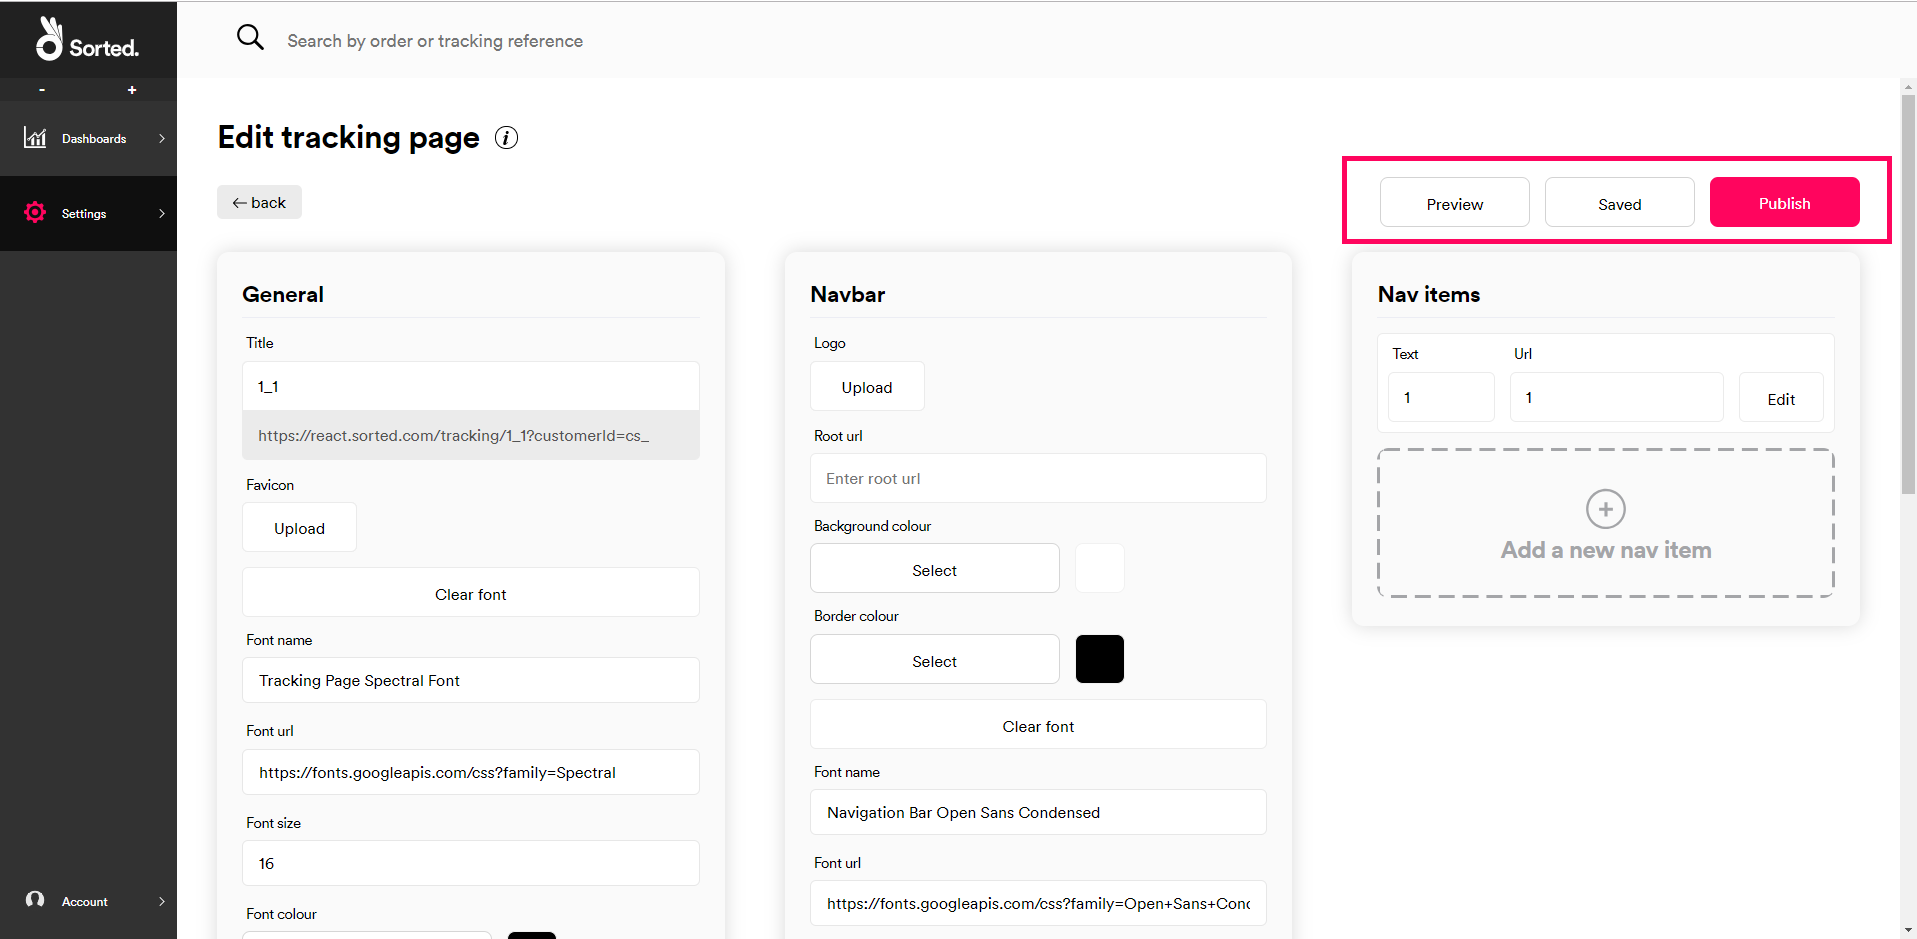 Sorted.
- +
Dashboards
Settings
Account
Search by order or tracking reference
Edit tracking page i
← back
Preview Saved Publish
General
Title
1_1
https://react.sorted.com/tracking/1_1?customerId=cs_
Favicon
Upload
Clear font
Font name
Tracking Page Spectral Font
Font url
https://fonts.googleapis.com/css?family=Spectral
Font size
16
Font colour
Navbar
Logo
Upload
Root url
Enter root url
Background colour
Select
Border colour
Select
Clear font
Font name
Navigation Bar Open Sans Condensed
Font url
https://fonts.googleapis.com/css?family=Open+Sans+Conc
Nav items
Text Url
1 1 Edit
+
Add a new nav item